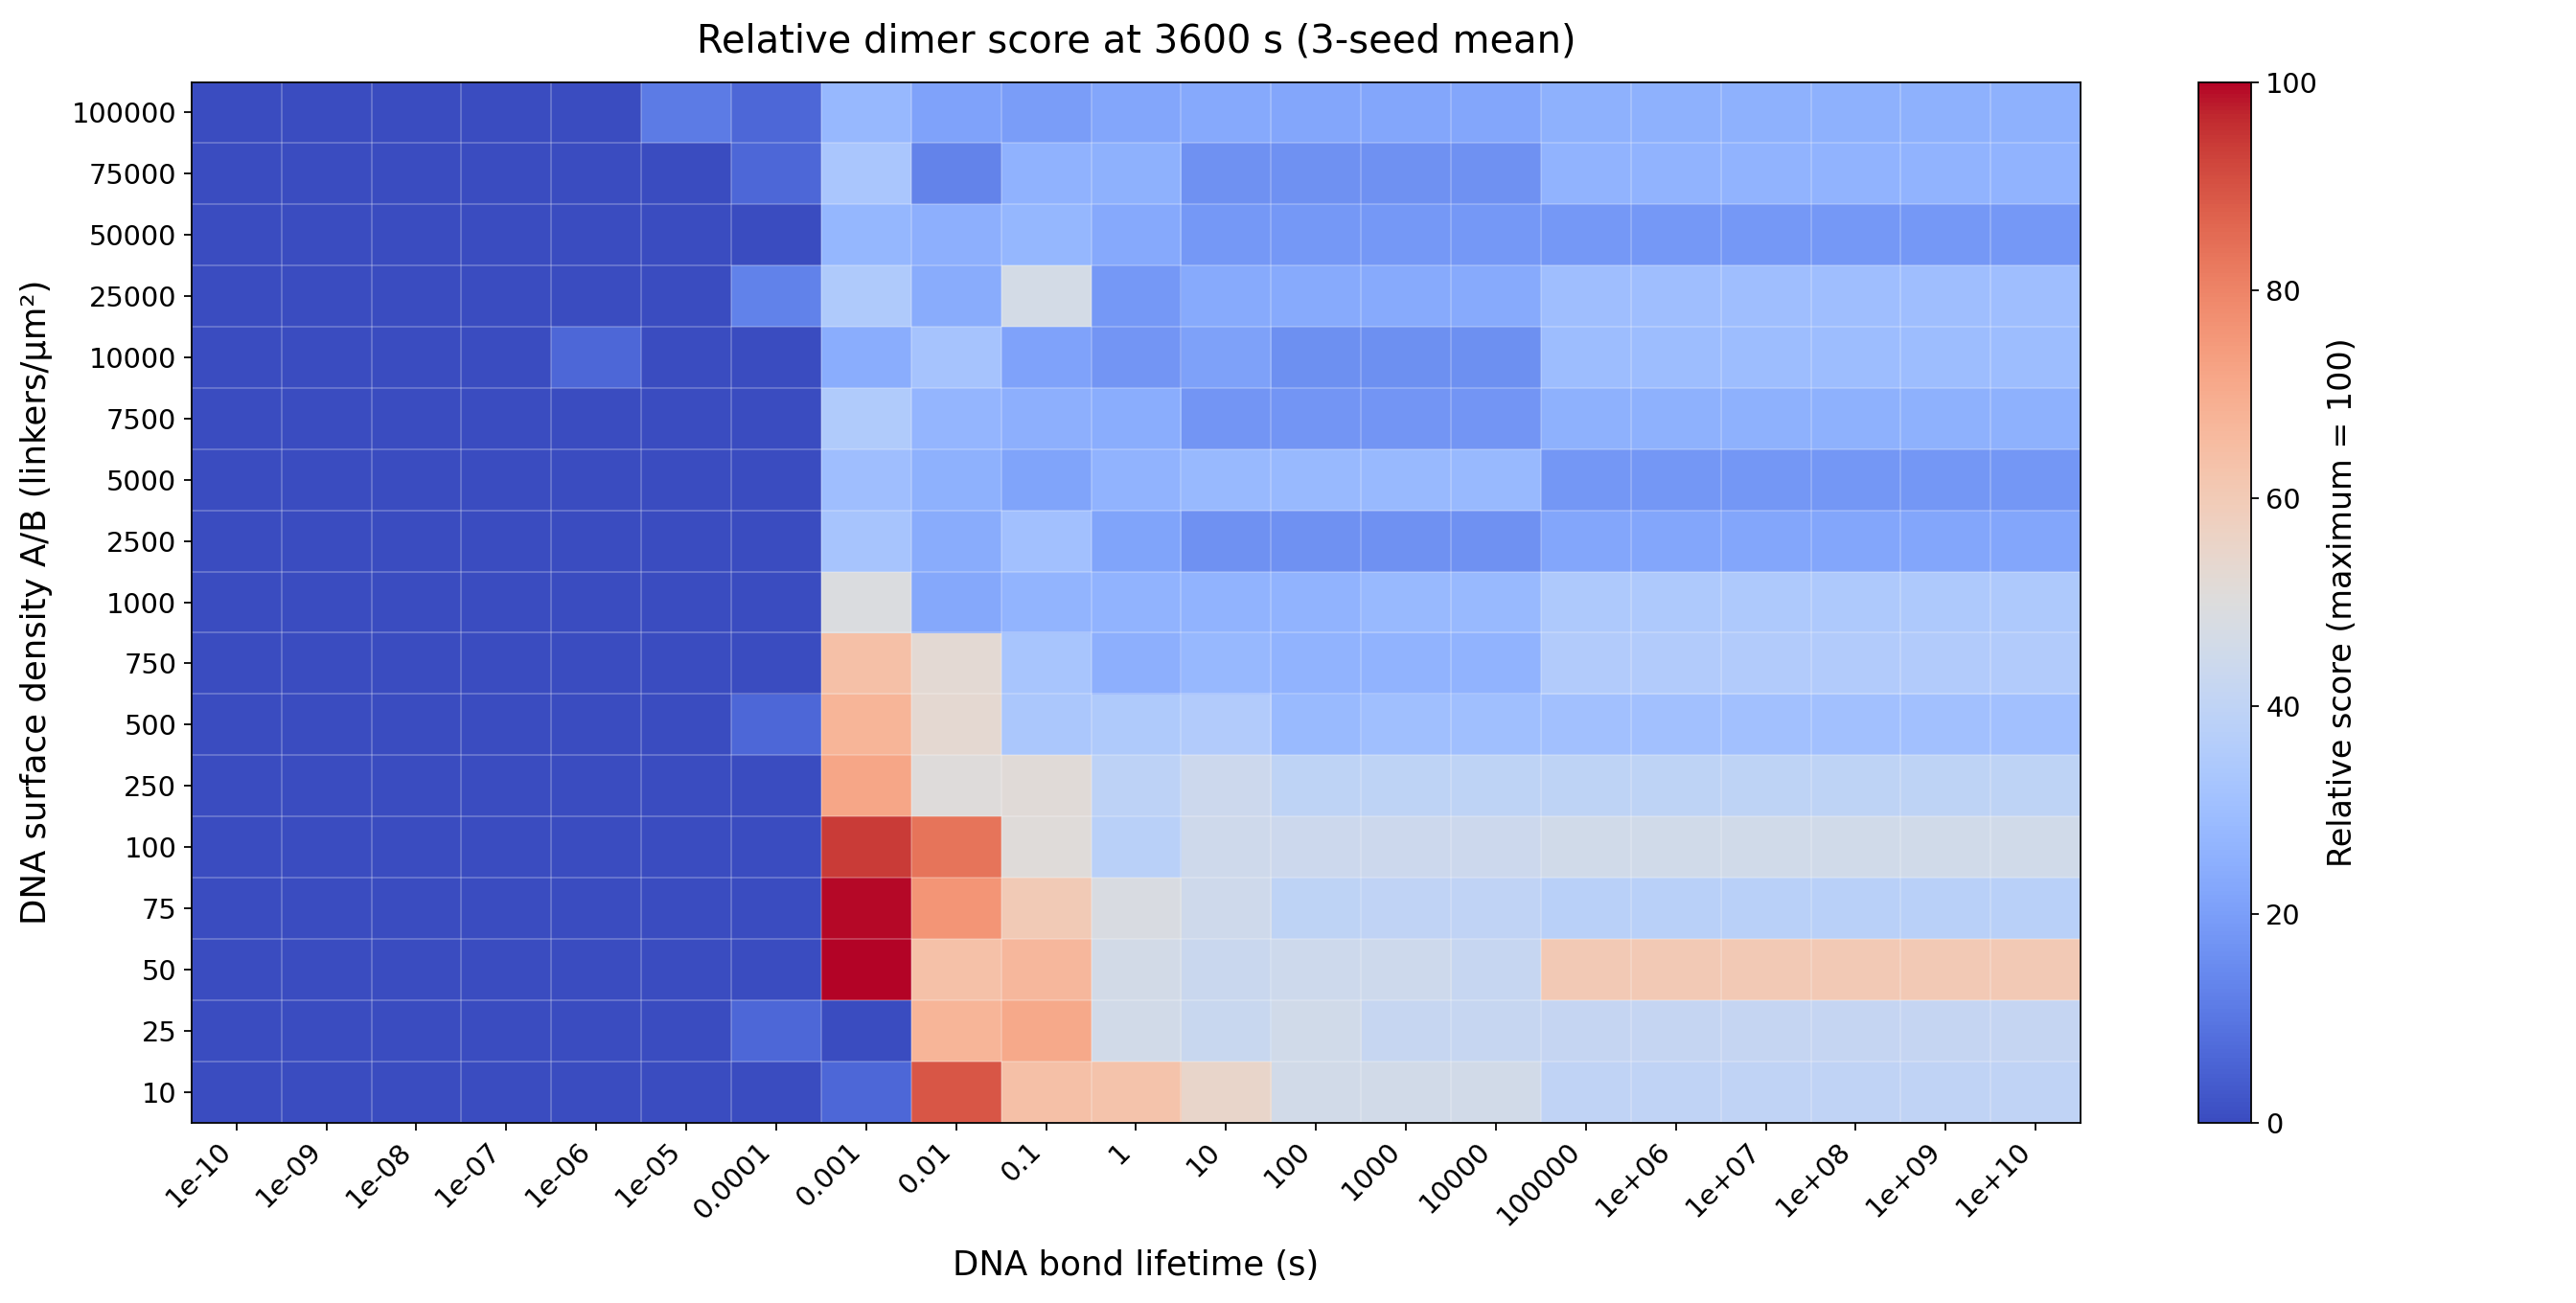 Relative dimer score at 3600 s (3-seed mean)
DNA surface density A/B (linkers/µm²)
100000
75000
50000
25000
10000
7500
5000
2500
1000
750
500
250
100
75
50
25
10
1e-10
1e-09
1e-08
1e-07
1e-06
1e-05
0.0001
0.001
0.01
0.1
1
10
100
1000
10000
100000
1e+06
1e+07
1e+08
1e+09
1e+10
DNA bond lifetime (s)
100
80
60
40
20
0
Relative score (maximum = 100)